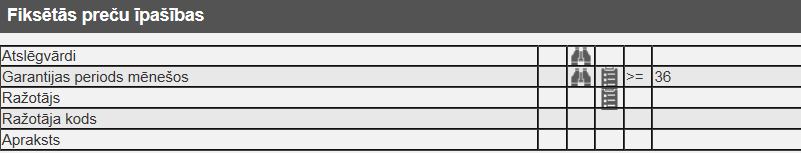 Fiksētās preču īpašības
Atslēgvārdi
Garantijas periods mēnešos >= 36
Ražotājs
Ražotāja kods
Apraksts